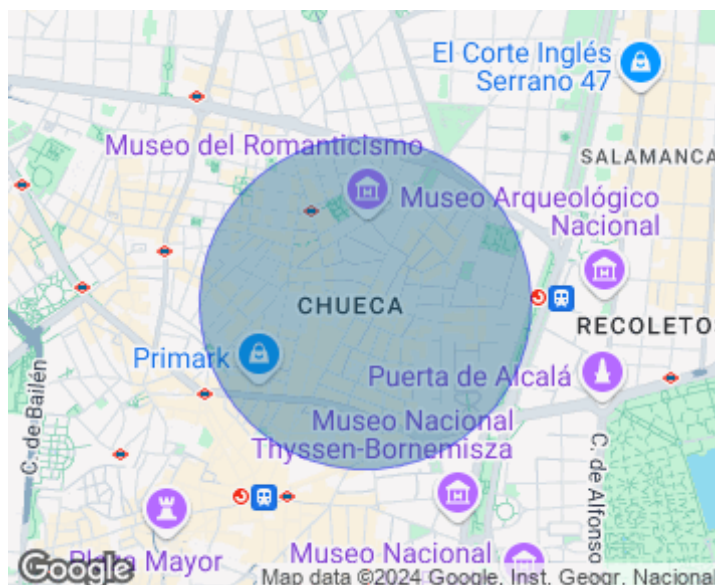 El Corte Inglés
Serrano 47
Museo del Romanticismo
SALAMANCA
Museo Arqueológico
Nacional
CHUECA
RECOLETO
Primark
Puerta de Alcalá
Museo Nacional
Thyssen-Bornemisza
C. de Bailén
C. de Alfonso
Plaza Mayor
Museo Nacional
Google
Map data ©2024 Google, Inst. Geogr. Nacional